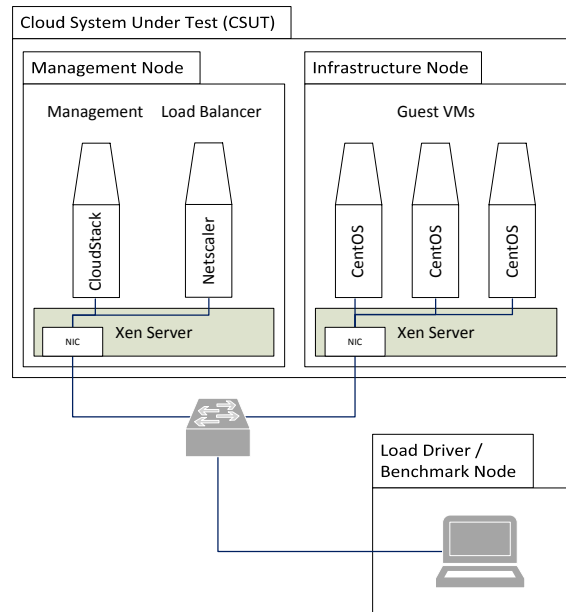 Cloud System Under Test (CSUT)
Management Node
Infrastructure Node
Management
Load Balancer
Guest VMs
CloudStack
Netscaler
CentOS
CentOS
CentOS
NIC
Xen Server
NIC
Xen Server
Load Driver /
Benchmark Node